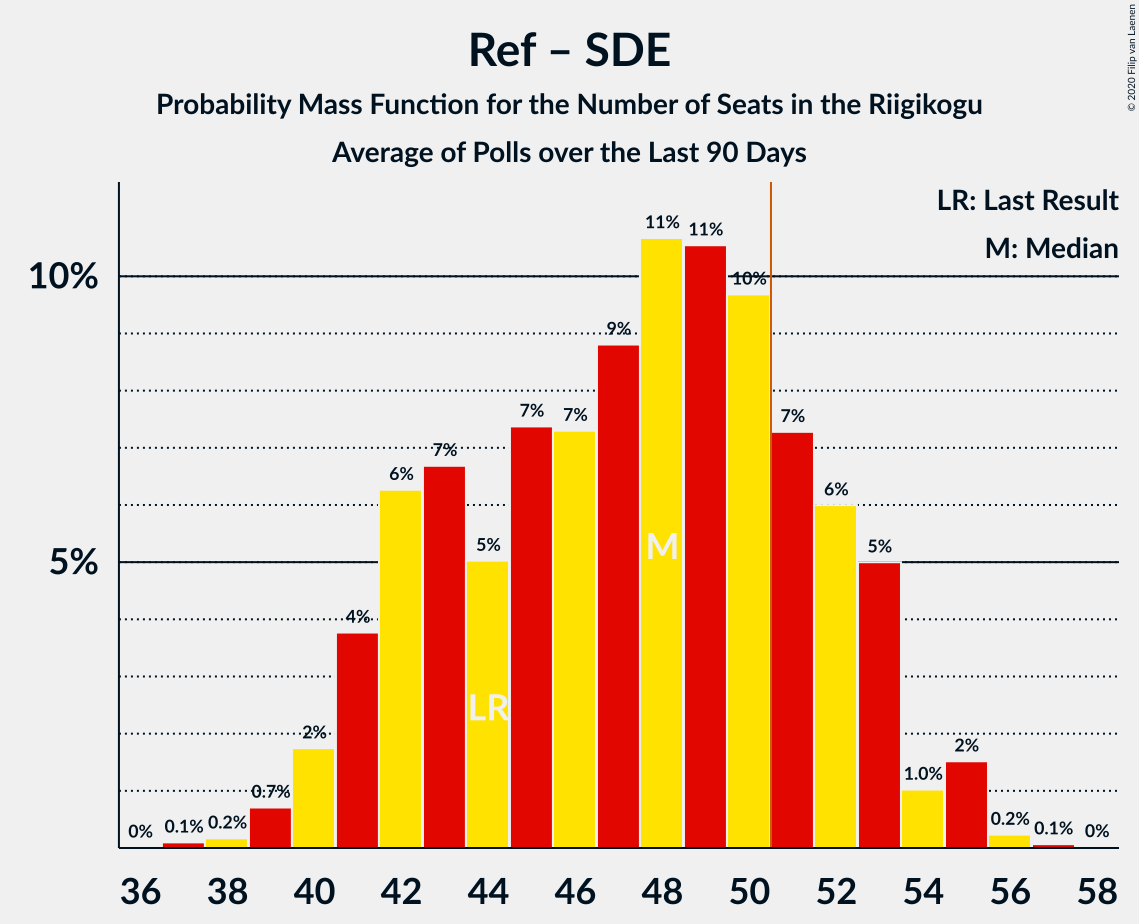 Ref – SDE
Probability Mass Function for the Number of Seats in the Riigikogu
Average of Polls over the Last 90 Days
© 2020 Filip van Laenen
LR: Last Result
M: Median
10%
5%
0% 0.1% 0.2% 0.7% 2% 4% 6% 7% 5% 7% 7% 9% 11% 11% 10% 7% 6% 5% 1.0% 2% 0.2% 0.1% 0%
M
LR
36 38 40 42 44 46 48 50 52 54 56 58